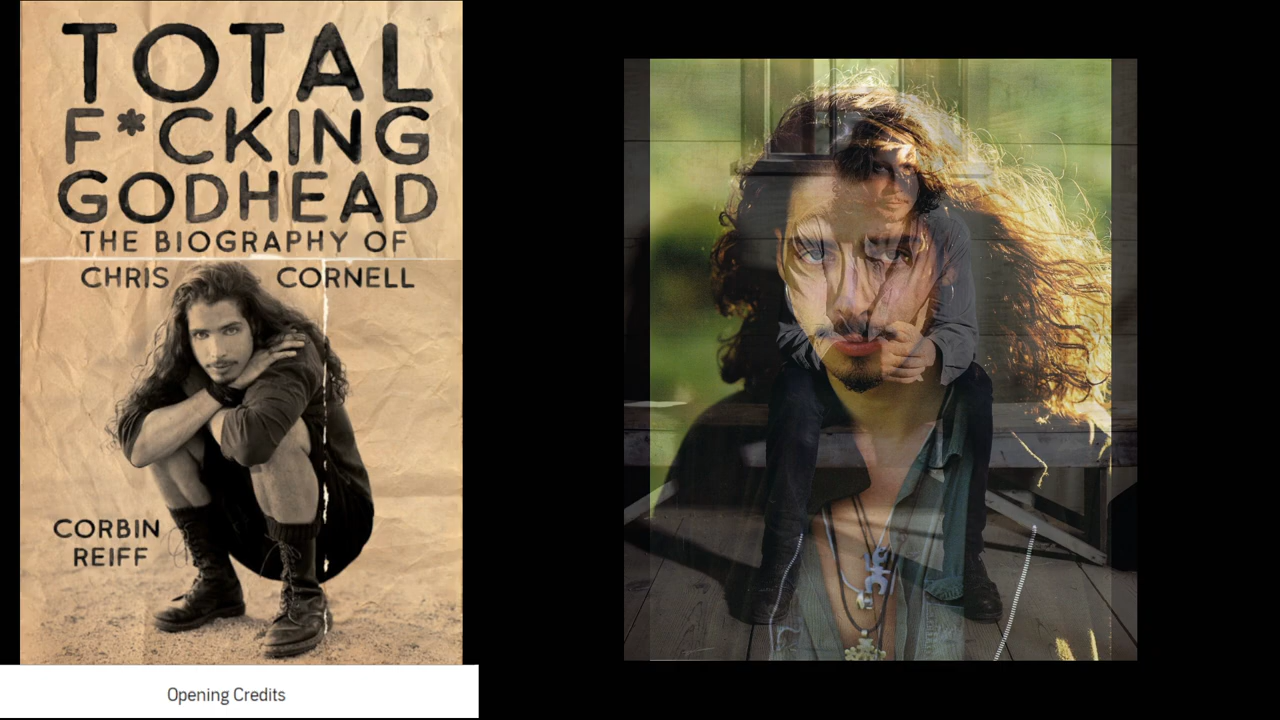 TOTAL
F*CKING
GODHEAD
THE BIOGRAPHY OF
CHRIS CORNELL
CORBIN
REIFF
Opening Credits